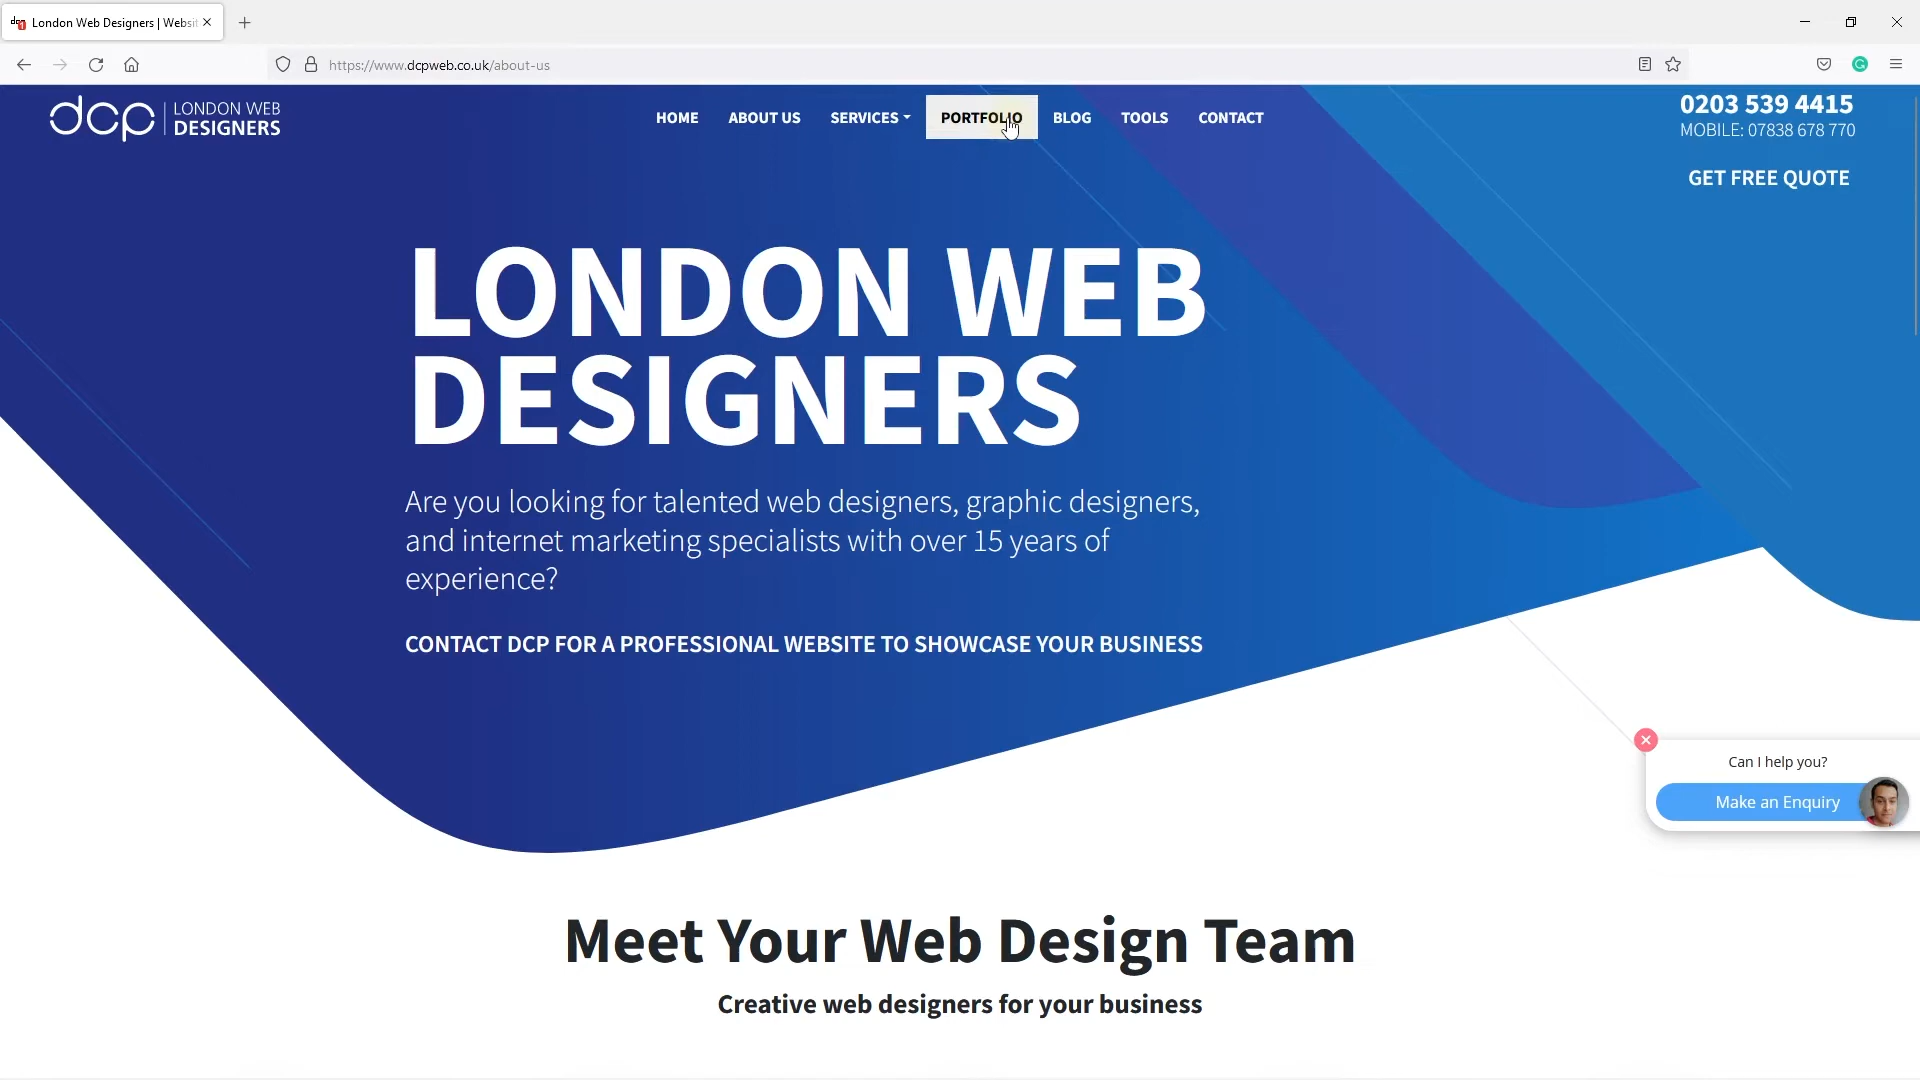 London Web Designers | Websi
https://www.dcpweb.co.uk/about-us
dcp
LONDON WEB
DESIGNERS
HOME ABOUT US SERVICES PORTFOLIO BLOG TOOLS CONTACT
0203 539 4415
MOBILE: 07838 678 770
GET FREE QUOTE
LONDON WEB
DESIGNERS
Are you looking for talented web designers, graphic designers,
and internet marketing specialists with over 15 years of
experience?
CONTACT DCP FOR A PROFESSIONAL WEBSITE TO SHOWCASE YOUR BUSINESS
Can I help you?
Make an Enquiry
Meet Your Web Design Team
Creative web designers for your business